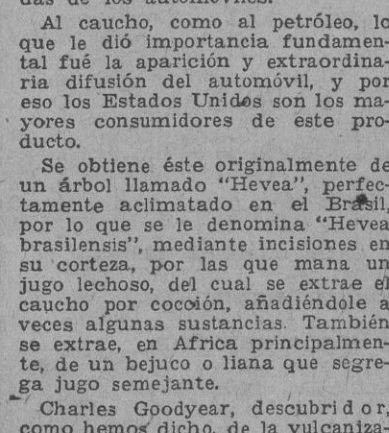 das de los automóviles.
Al caucho, como al petróleo, lo
que le dió importancia fundamen-
tal fué la aparición y extraordina-
ria difusión del automóvil, y por
eso los Estados Unidos son los ma-
yores consumidores de este pro-
ducto.
Se obtiene éste originalmente de
un árbol llamado "Hevea", perfec-
tamente aclimatado en el Brasil,
por lo que se le denomina "Hevea
brasilensis", mediante incisiones en
su corteza, por las que mana un
jugo lechoso, del cual se extrae el
caucho por cocción, añadiéndole a
veces algunas sustancias. También
se extrae, en Africa principalmen-
te, de un bejuco o liana que segre-
ga jugo semejante.
Charles Goodyear, descubridor,
como hemos dicho, de la vulcaniza-